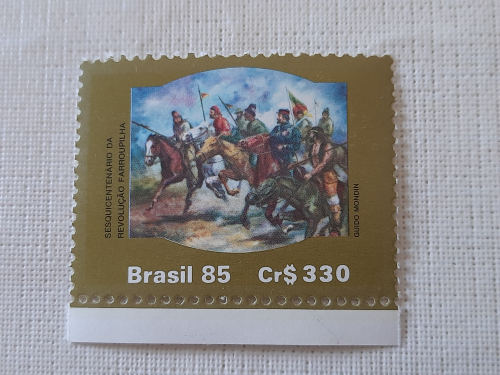 SESQUICENTENÁRIO DA
REVOLUÇÃO FARROUPILHA
GUIDO MONDIN
Brasil 85 Cr$ 330